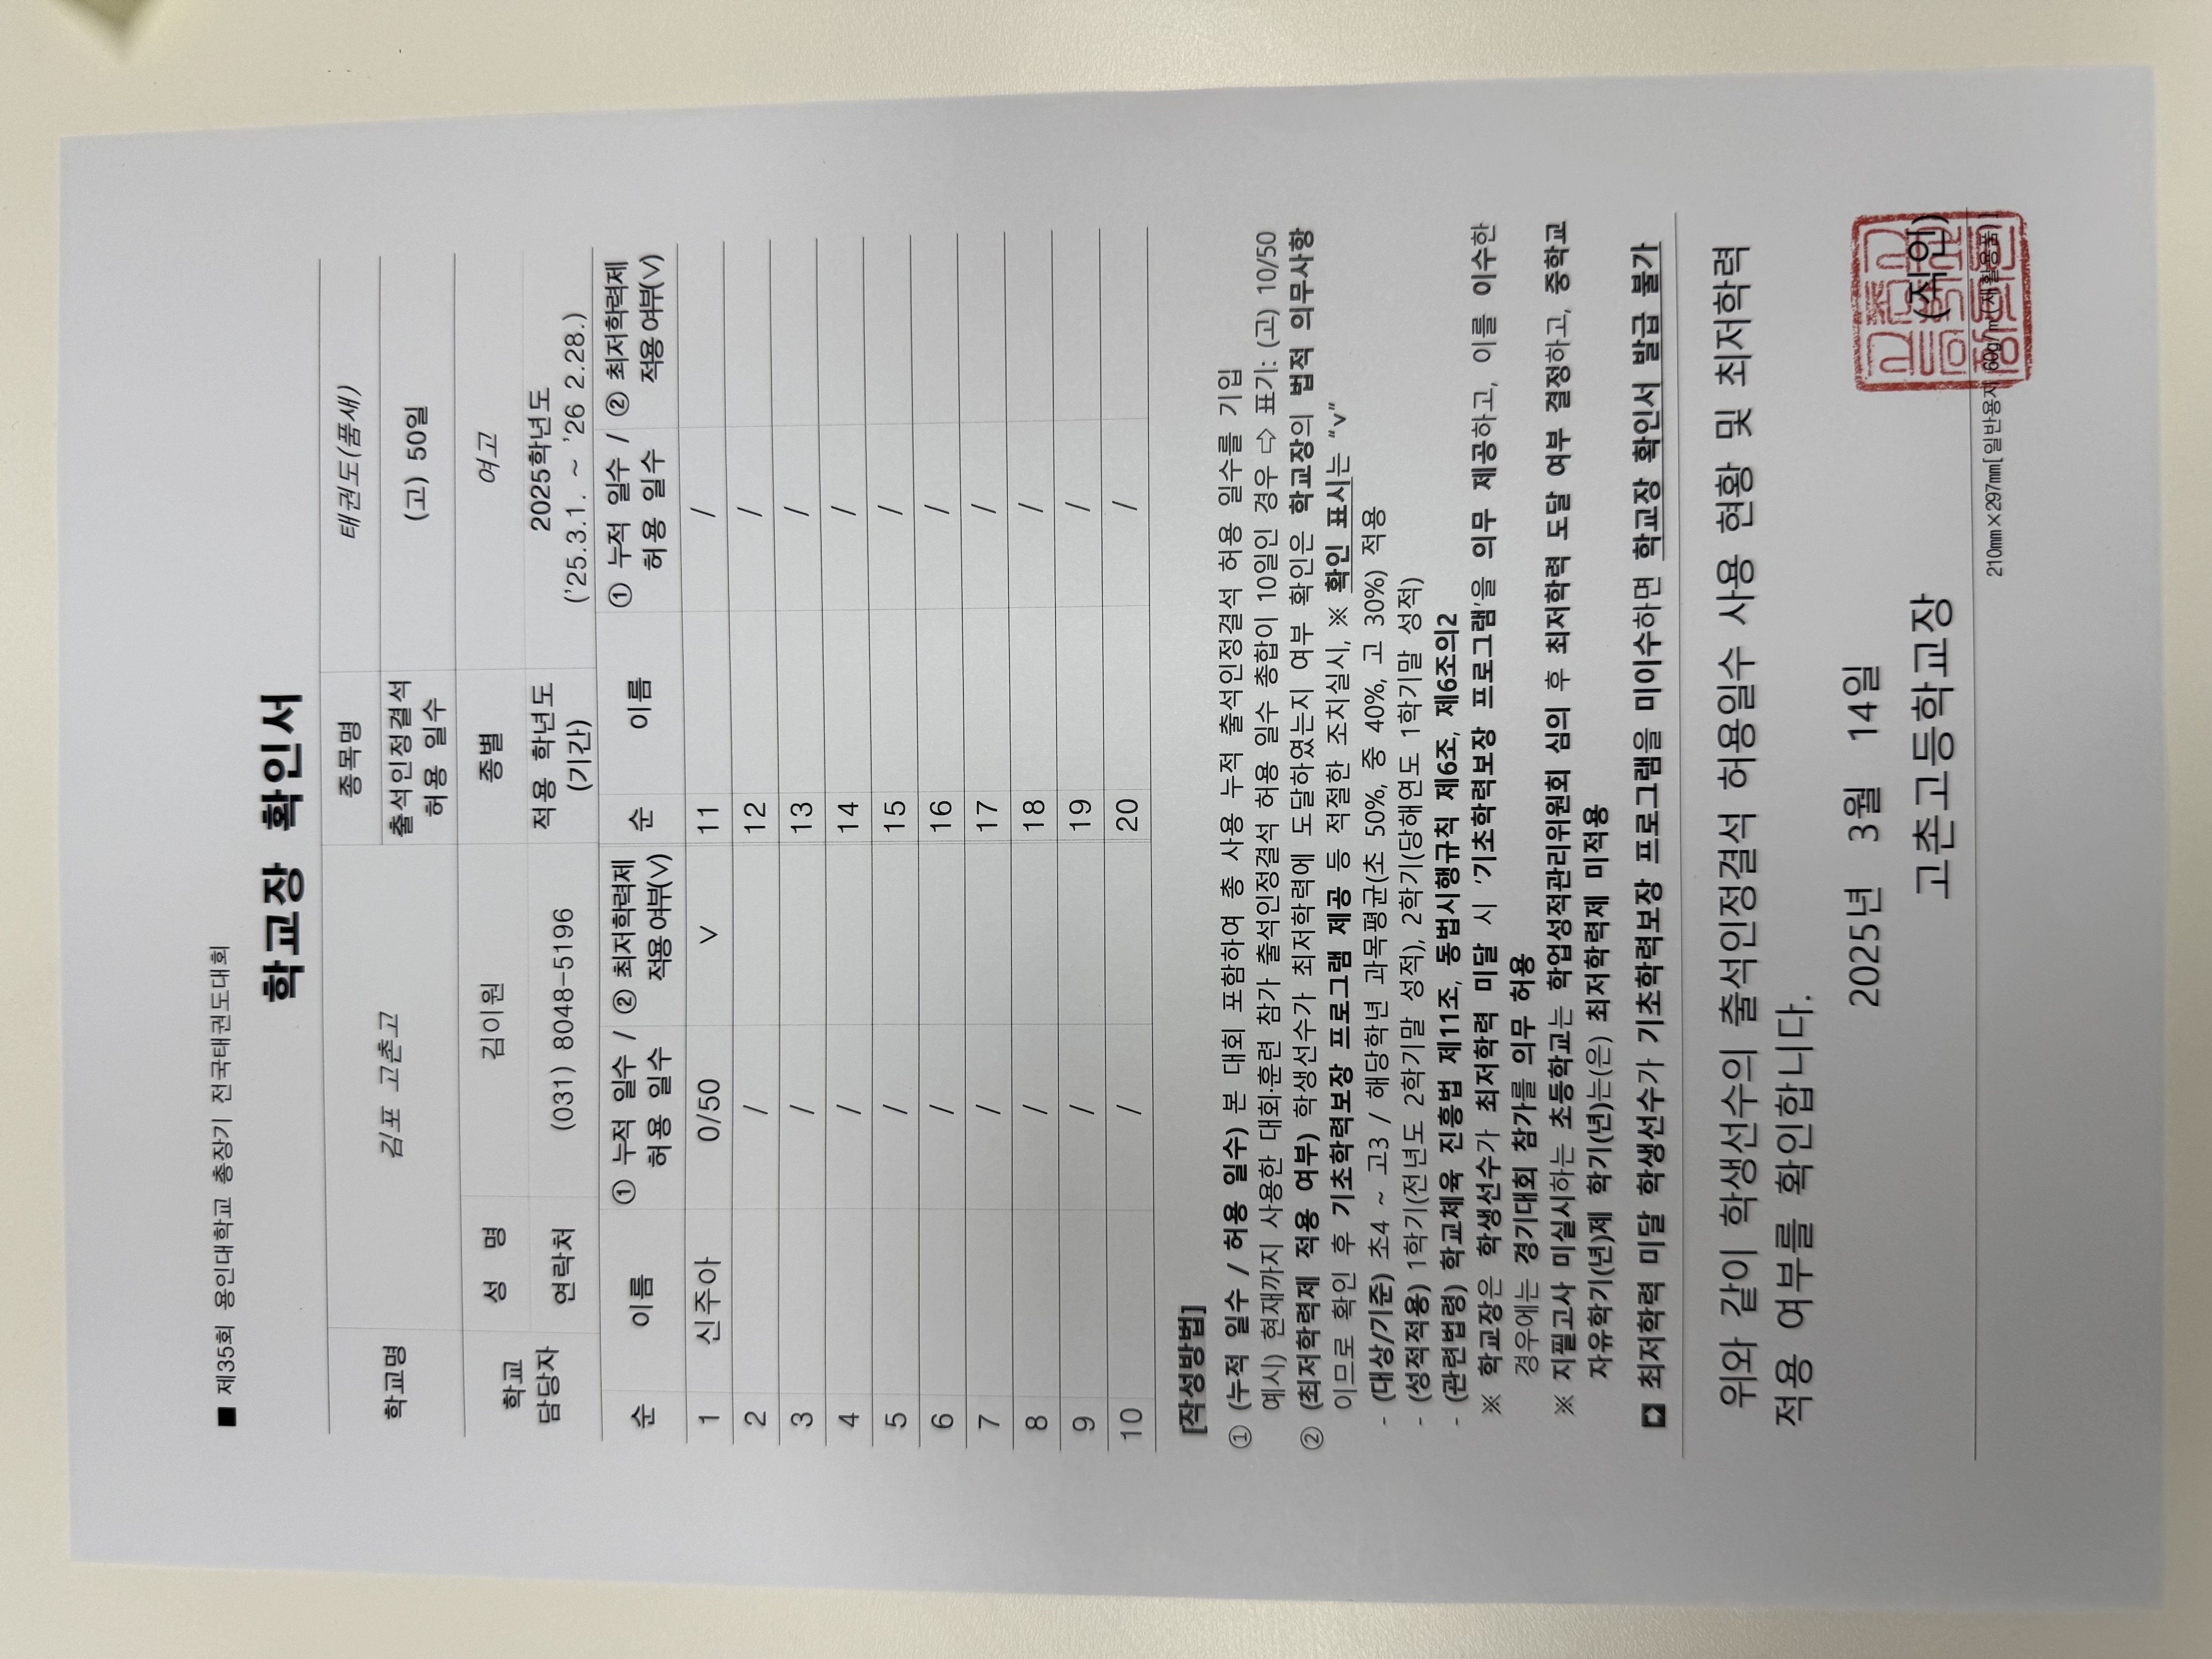 ■ 제35회 용인대학교 총장기 전국태권도대회
학교장 확인서
학교명 김포 고촌고 종목명 태권도(품새)
출석인정결석 허용 일수 (고) 50일
학교 담당자 성 명 김이원 종별 여고
연락처 (031) 8048-5196 적용 학년도 (기간) 2025학년도 ('25.3.1. ~ '26 2.28.)
순 이름 ① 누적 일수 / 허용 일수 ② 최저학력제 적용여부(∨) 순 이름 ① 누적 일수 / 허용 일수 ② 최저학력제 적용여부(∨)
1 신주아 0/50 ∨ 11 /
2 / 12 /
3 / 13 /
4 / 14 /
5 / 15 /
6 / 16 /
7 / 17 /
8 / 18 /
9 / 19 /
10 / 20 /
[작성방법]
① (누적 일수 / 허용 일수) 본 대회 포함하여 총 사용 누적 출석인정결석 허용 일수를 기입
예시) 현재까지 사용한 대회·훈련 참가 출석인정결석 허용 일수 총합이 10일인 경우 ➪ 표기: (고) 10/50
② (최저학력제 적용 여부) 학생선수가 최저학력에 도달하였는지 여부 확인은 학교장의 법적 의무사항
이므로 확인 후 기초학력보장 프로그램 제공 등 적절한 조치실시, ※ 확인 표시는 “∨”
- (대상/기준) 초4 ~ 고3 / 해당학년 과목평균(초 50%, 중 40%, 고 30%) 적용
- (성적적용) 1학기(전년도 2학기말 성적), 2학기(당해연도 1학기말 성적)
- (관련법령) 학교체육 진흥법 제11조, 동법시행규칙 제6조, 제6조의2
※ 학교장은 학생선수가 최저학력 미달 시 '기초학력보장 프로그램'을 의무 제공하고, 이를 이수한
경우에는 경기대회 참가를 의무 허용
※ 지필고사 미실시하는 초등학교는 학업성적관리위원회 심의 후 최저학력 도달 여부 결정하고, 중학교
자유학기(년)제 학기(년)는(은) 최저학력제 미적용
최저학력 미달 학생선수가 기초학력보장 프로그램을 미이수하면 학교장 확인서 발급 불가
위와 같이 학생선수의 출석인정결석 허용일수 사용 현황 및 최저학력
적용 여부를 확인합니다.
2025년 3월 14일
고촌고등학교장 (직인)
210㎜×297㎜[일반용지 60g/㎡(재활용품)]